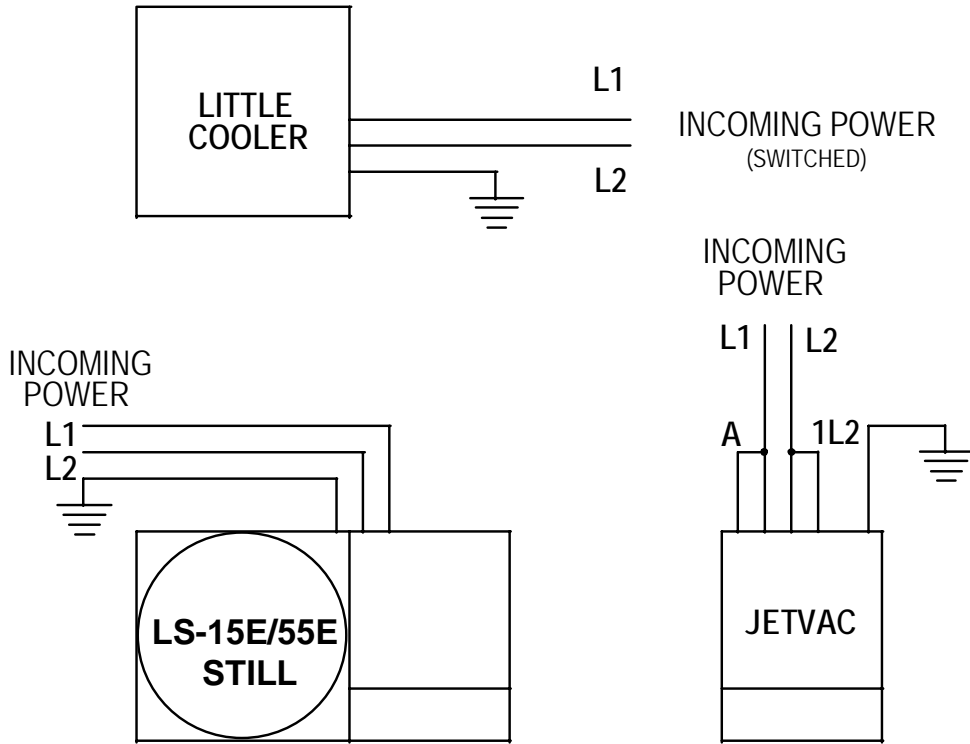 LITTLE
COOLER
L1
INCOMING POWER
(SWITCHED)
L2
INCOMING
POWER
L1 L2
A 1L2
JETVAC
INCOMING
POWER
L1
L2
LS-15E/55E
STILL